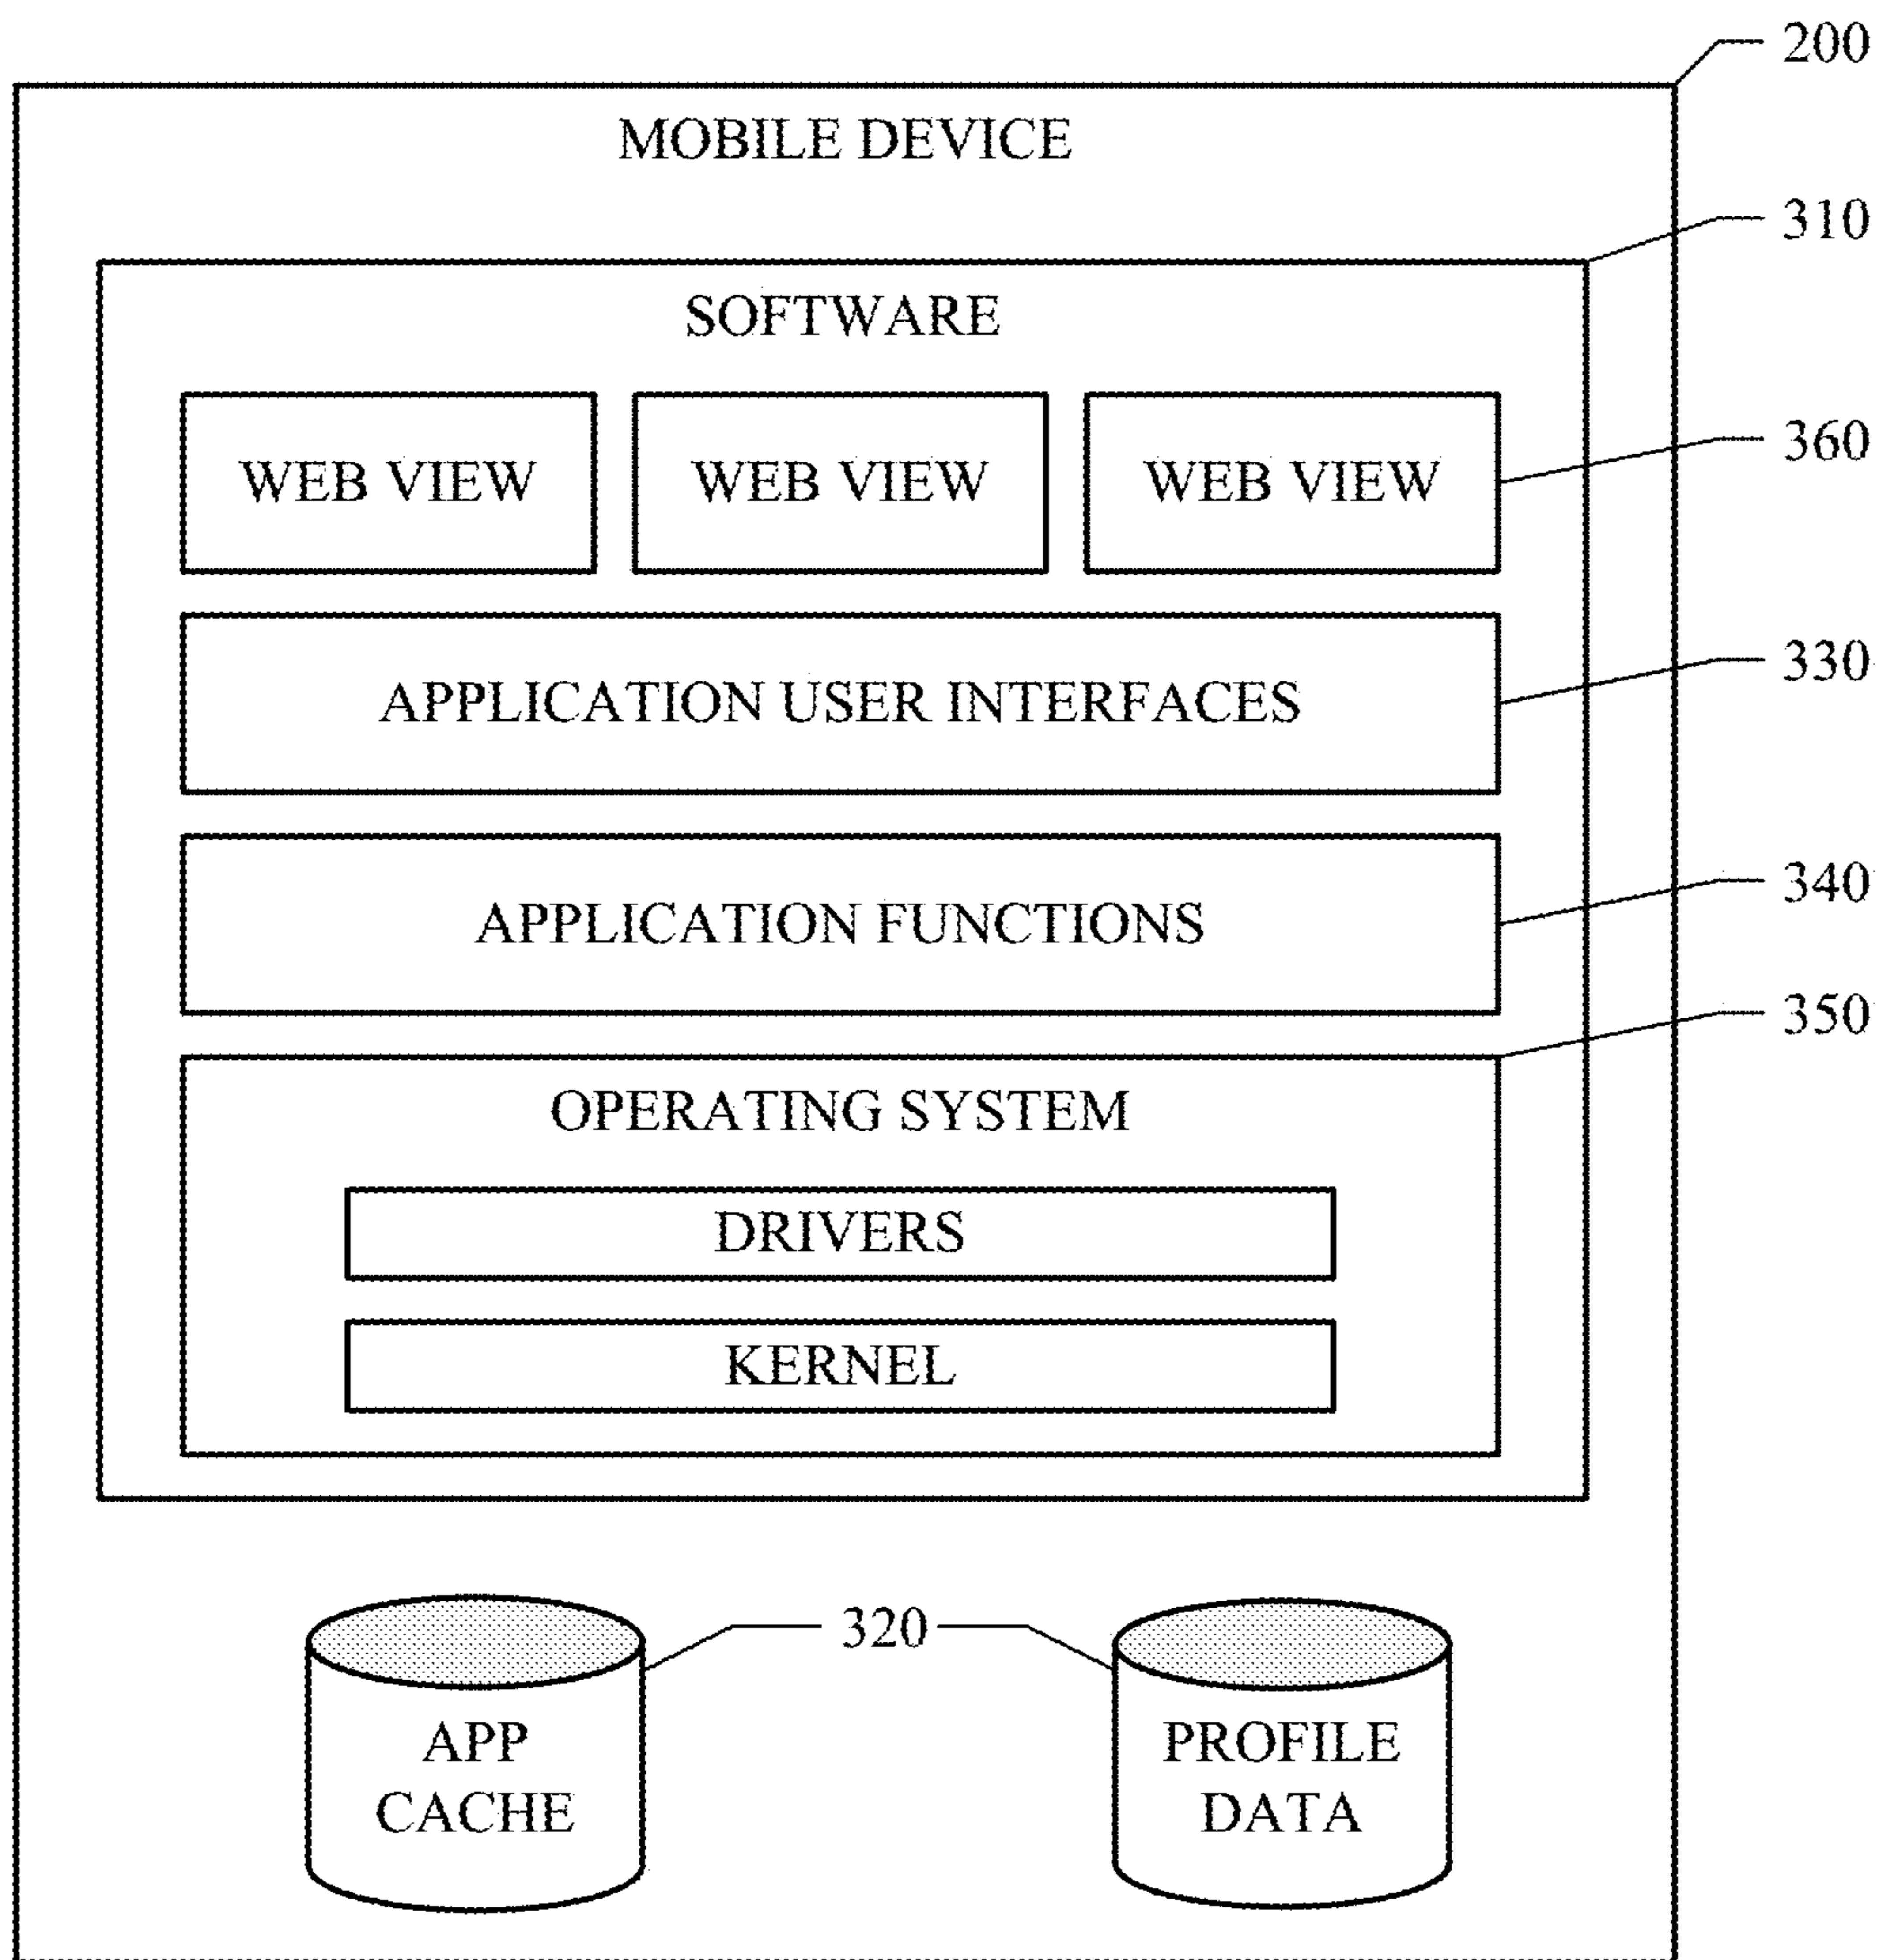 200
MOBILE DEVICE
310
SOFTWARE
360
WEB VIEW WEB VIEW WEB VIEW
330
APPLICATION USER INTERFACES
340
APPLICATION FUNCTIONS
350
OPERATING SYSTEM
DRIVERS
KERNEL
320
APP
CACHE
PROFILE
DATA